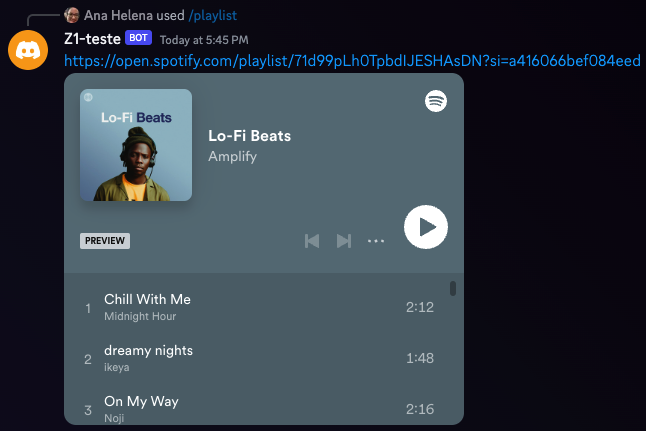 Ana Helena used /playlist
Z1-teste BOT Today at 5:45 PM
https://open.spotify.com/playlist/71d99pLh0TpbdIJESHAsDN?si=a416066bef084eed
Lo-Fi Beats
Lo-Fi Beats
Amplify
PREVIEW
1 Chill With Me 2:12
Midnight Hour
2 dreamy nights 1:48
ikeya
3 On My Way 2:16
Noji